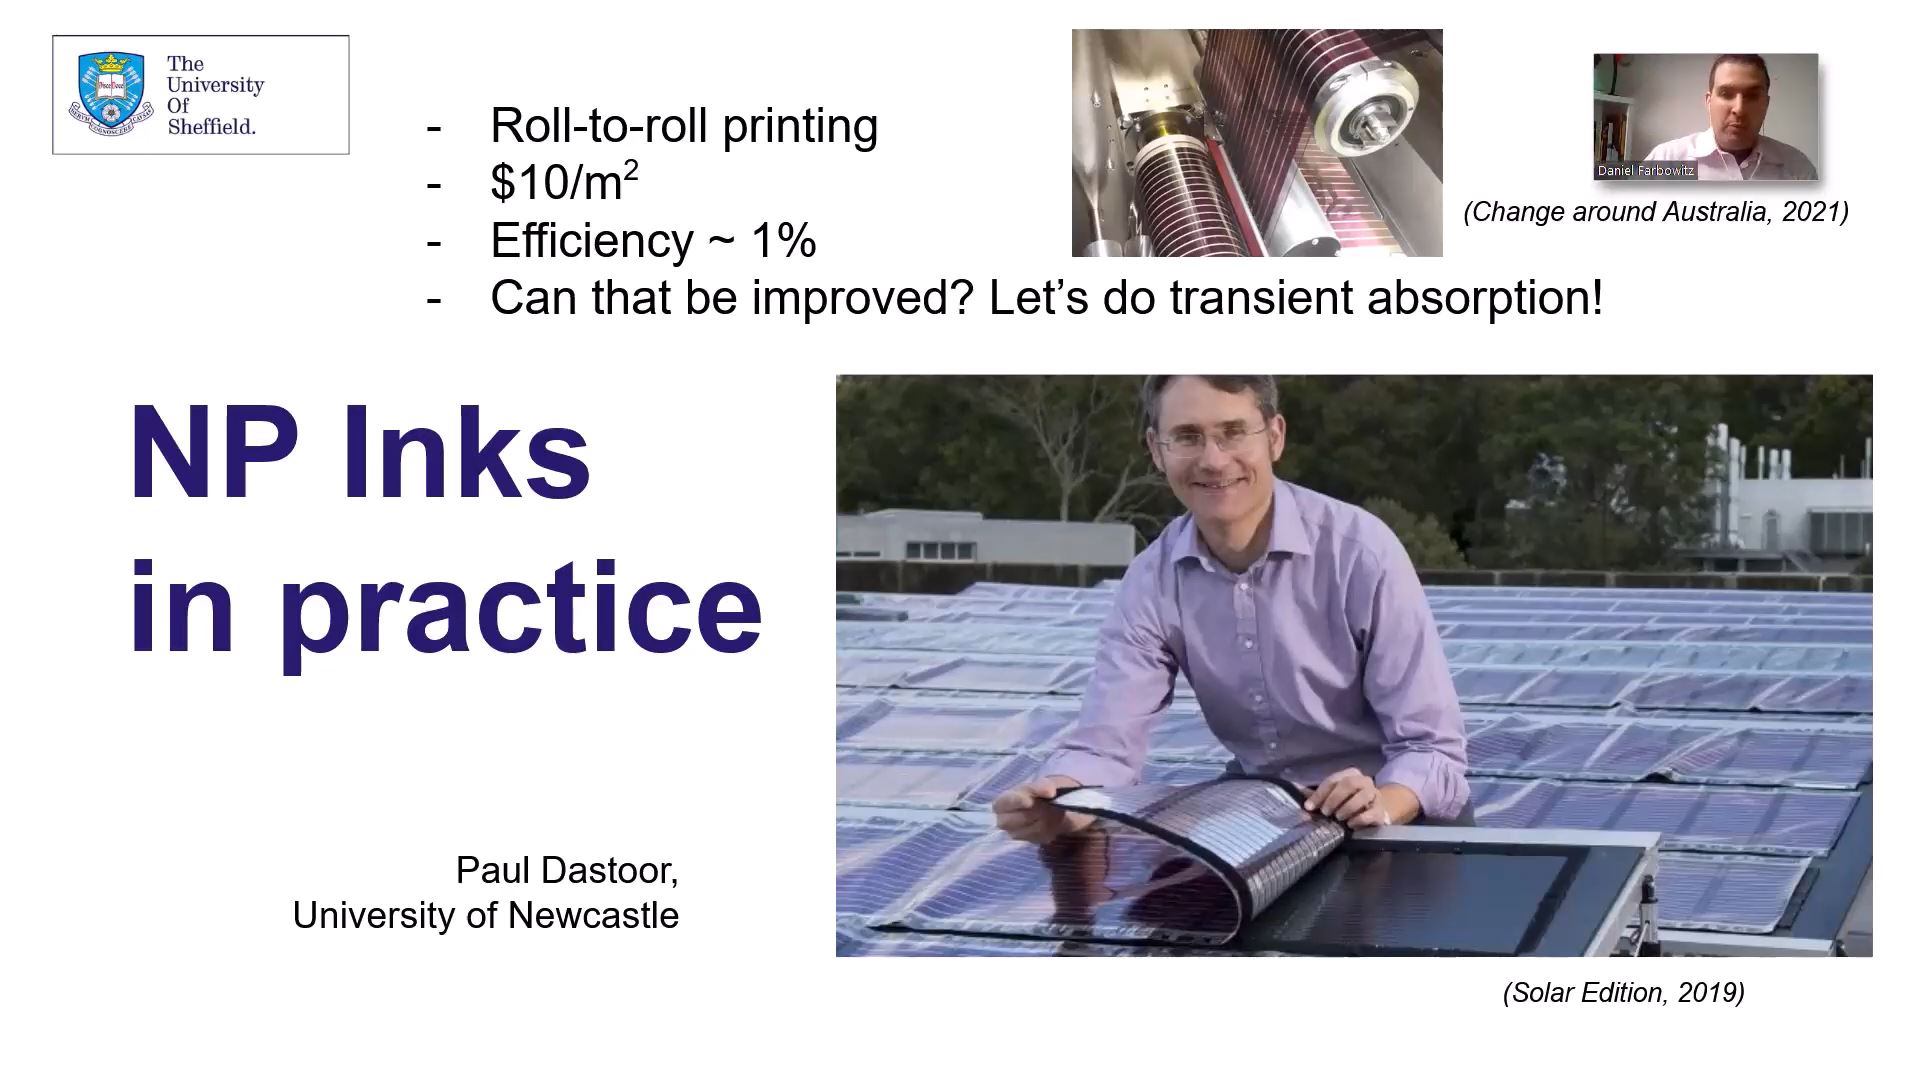 The
University
Of
Sheffield.
- Roll-to-roll printing
- $10/m²
- Efficiency ~ 1%
- Can that be improved? Let’s do transient absorption!
Daniel Farbowitz
(Change around Australia, 2021)
NP Inks
in practice
Paul Dastoor,
University of Newcastle
(Solar Edition, 2019)